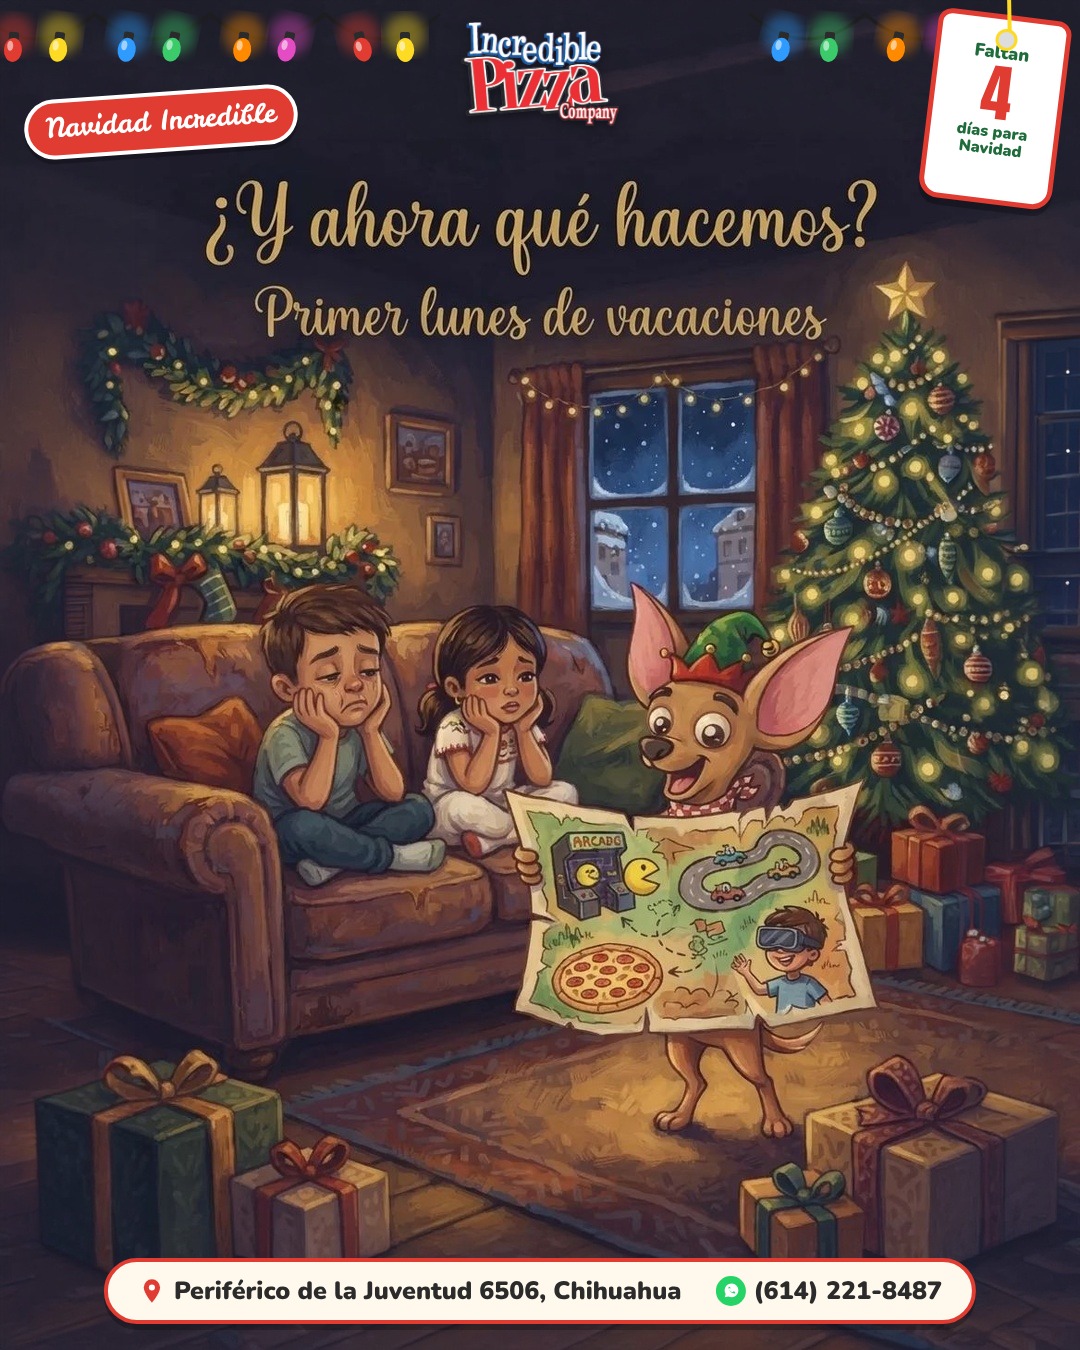 Incredible
Pizza
Company
Navidad Incredible
Faltan
4
días para
Navidad
¿Y ahora qué hacemos?
Primer lunes de vacaciones
ARCADE
Periférico de la Juventud 6506, Chihuahua
(614) 221-8487